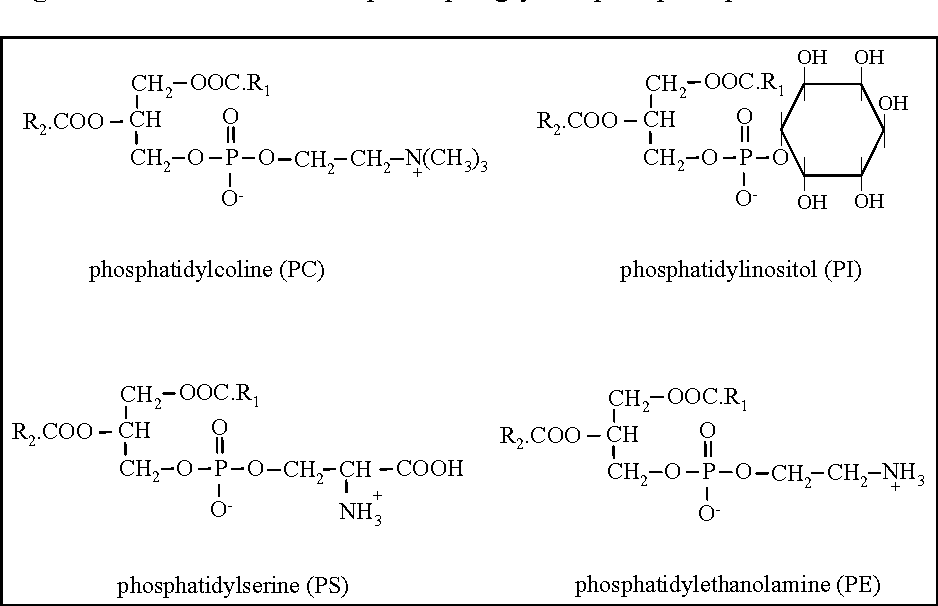 CH2–OOC.R1
R2.COO–CH
O
CH2–O–P–O–CH2–CH2–N(CH3)3
+
O-
phosphatidylcoline (PC)
OH OH
CH2–OOC.R1
OH
R2.COO–CH
O
CH2–O–P–O
O-
OH OH
phosphatidylinositol (PI)
CH2–OOC.R1
R2.COO–CH
O
CH2–O–P–O–CH2–CH–COOH
O-
NH3+
phosphatidylserine (PS)
CH2–OOC.R1
R2.COO–CH
O
CH2–O–P–O–CH2–CH2–NH3
+
O-
phosphatidylethanolamine (PE)